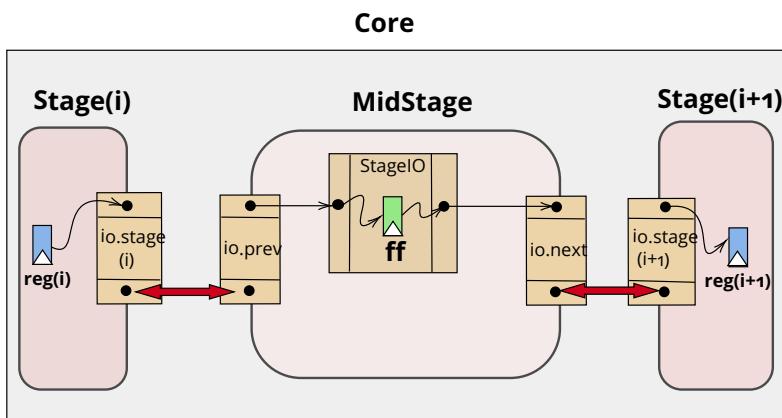 Core
Stage(i)
MidStage
Stage(i+1)
StageIO
io.stage
(i)
io.prev
ff
io.next
io.stage
(i+1)
reg(i)
reg(i+1)